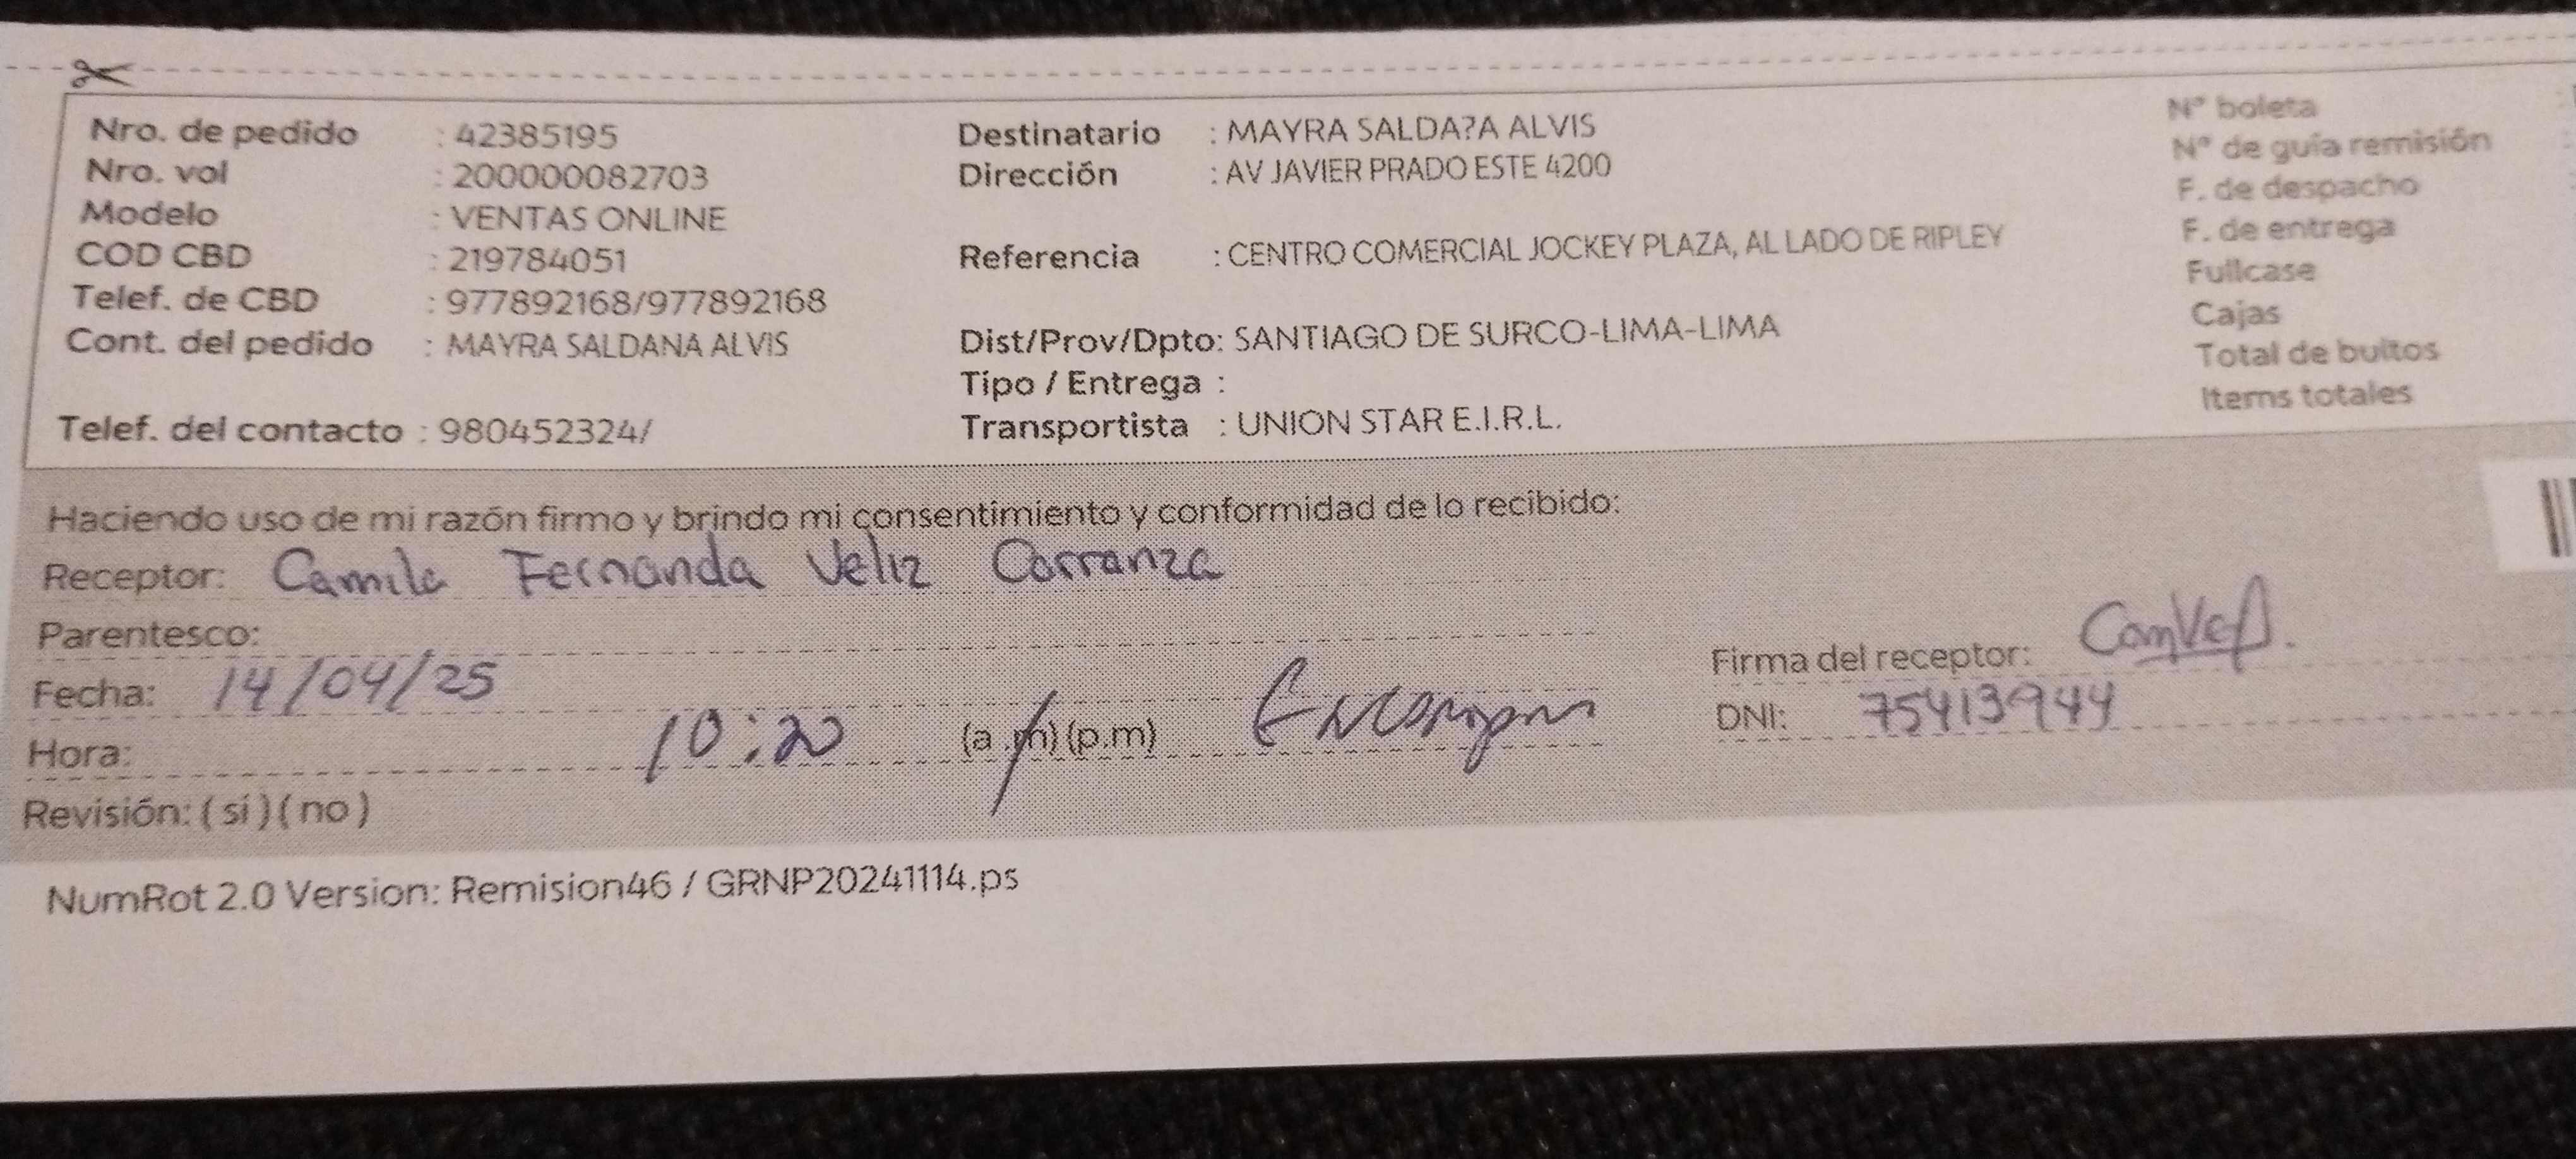 Nro. de pedido : 42385195
Nro. vol : 200000082703
Modelo : VENTAS ONLINE
COD CBD : 219784051
Telef. de CBD : 977892168/977892168
Cont. del pedido : MAYRA SALDANA ALVIS
Telef. del contacto : 980452324/
Destinatario : MAYRA SALDA?A ALVIS
Dirección : AV JAVIER PRADO ESTE 4200
Referencia : CENTRO COMERCIAL JOCKEY PLAZA, AL LADO DE RIPLEY
Dist/Prov/Dpto: SANTIAGO DE SURCO-LIMA-LIMA
Tipo / Entrega :
Transportista : UNION STAR E.I.R.L.
N° boleta
N° de guía remisión
F. de despacho
F. de entrega
Fullcase
Cajas
Total de bultos
Items totales
Haciendo uso de mi razón firmo y brindo mi consentimiento y conformidad de lo recibido:
Receptor: Camila Fernanda Veliz Carranza
Parentesco:
Fecha: 14/04/25
Hora: 10:20 (a.m)(p.m)
Revisión: (si)(no)
Firma del receptor:
DNI: 75413944
NumRot 2.0 Version: Remision46 / GRNP20241114.ps